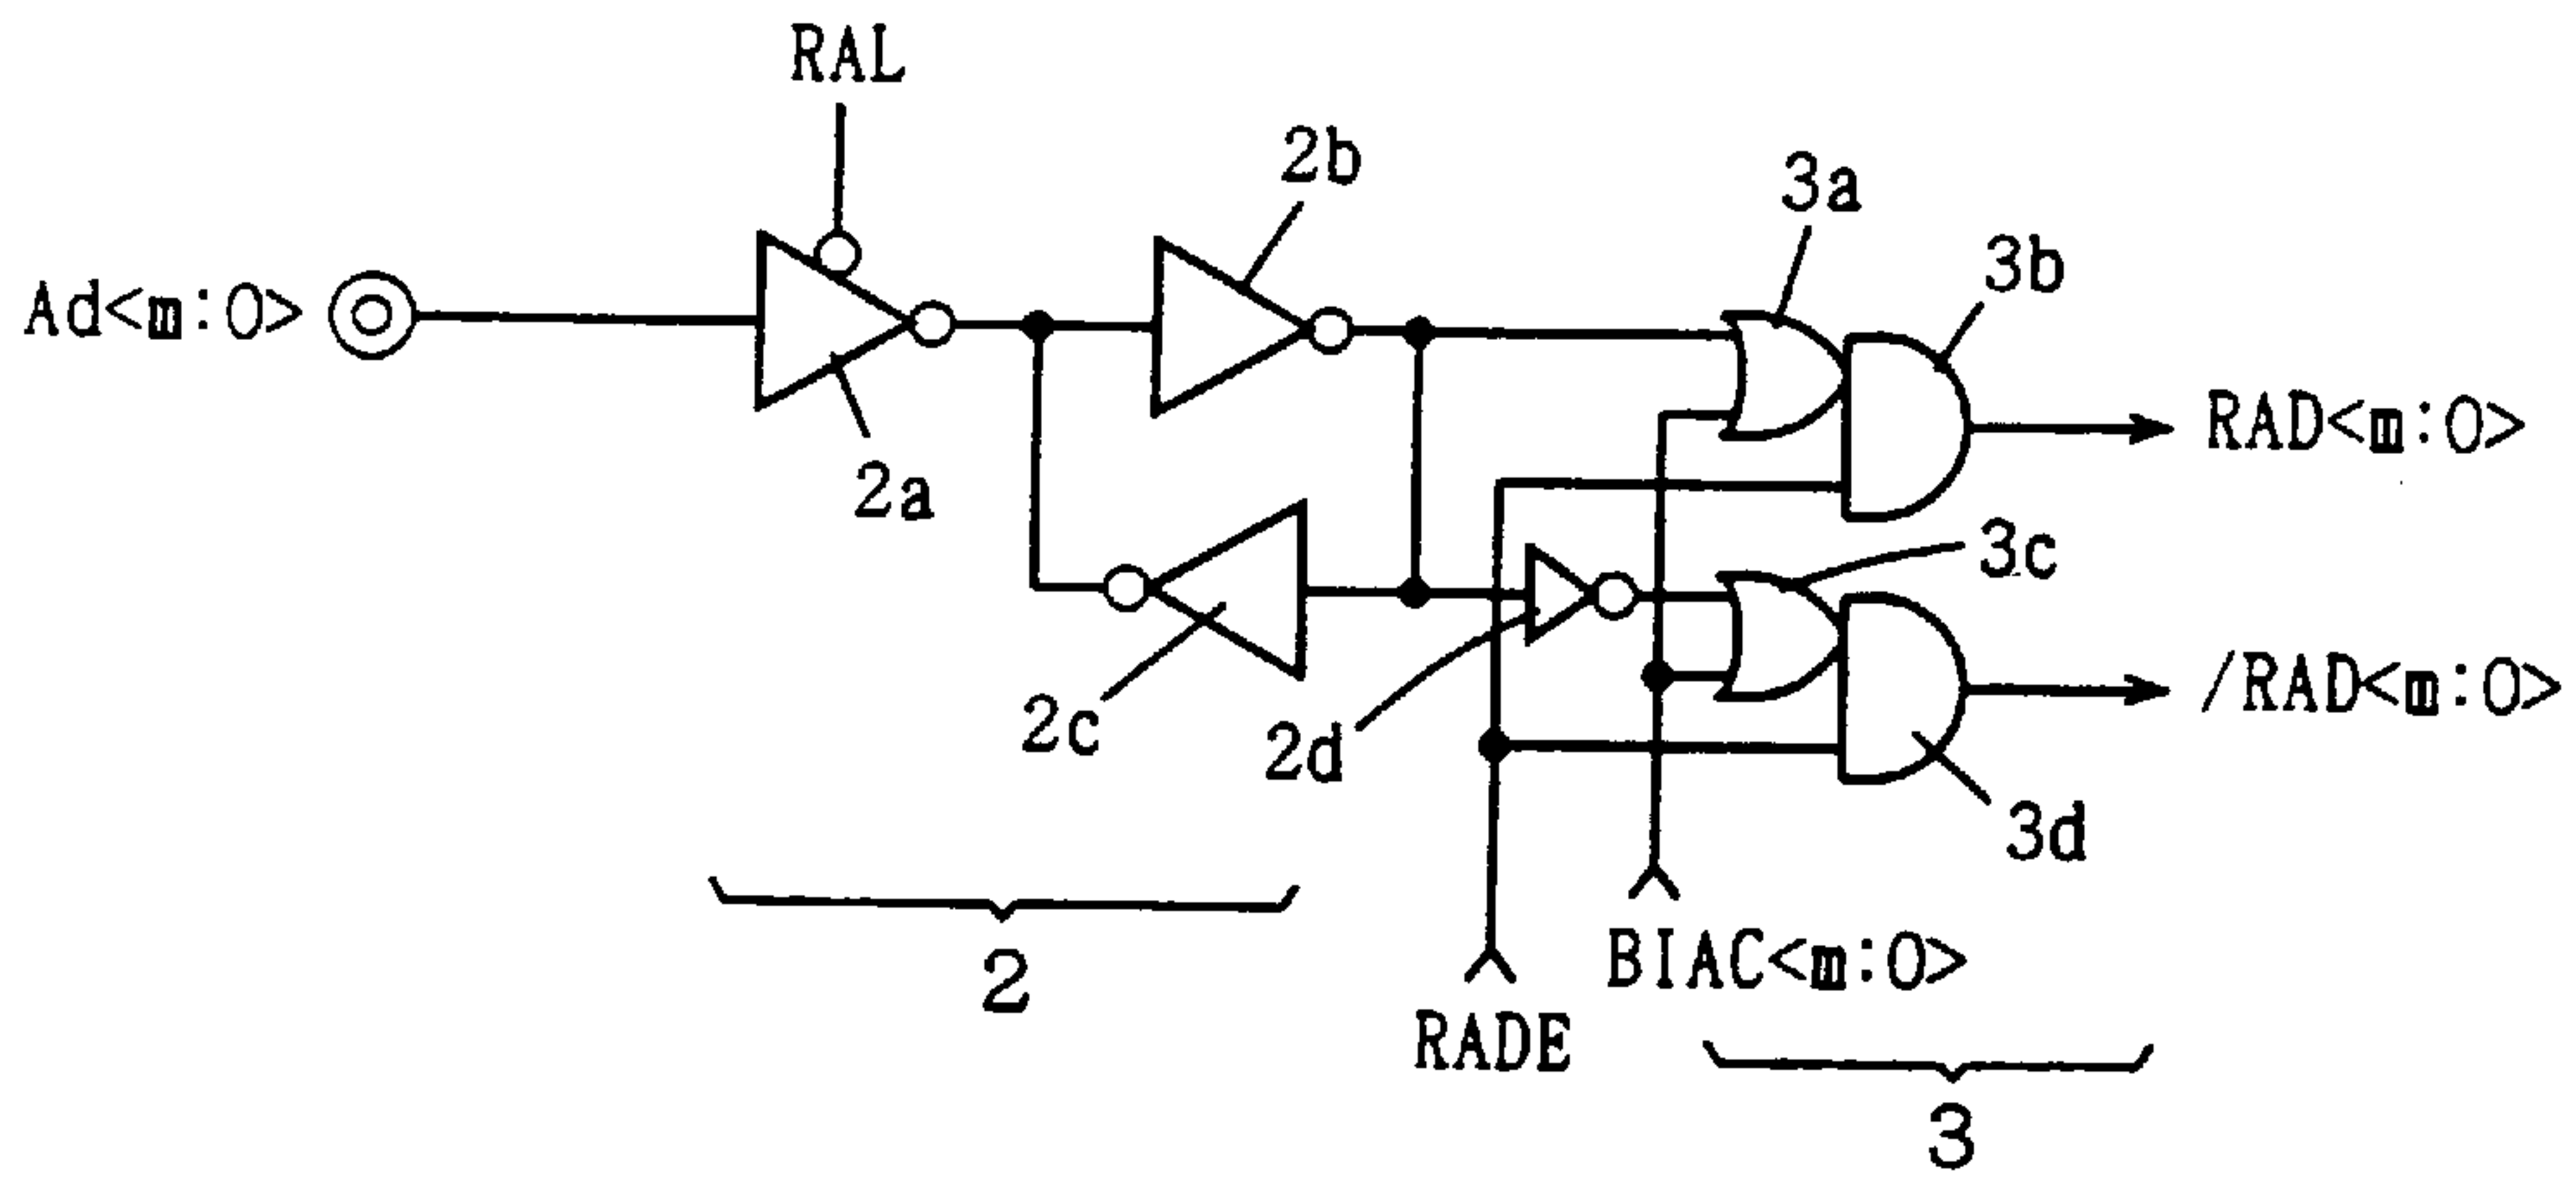 RAL
2b
3a
3b
Ad<m:0>
RAD<m:0>
2a
3c
2c
2d
/RAD<m:0>
3d
2
BIAC<m:0>
RADE
3